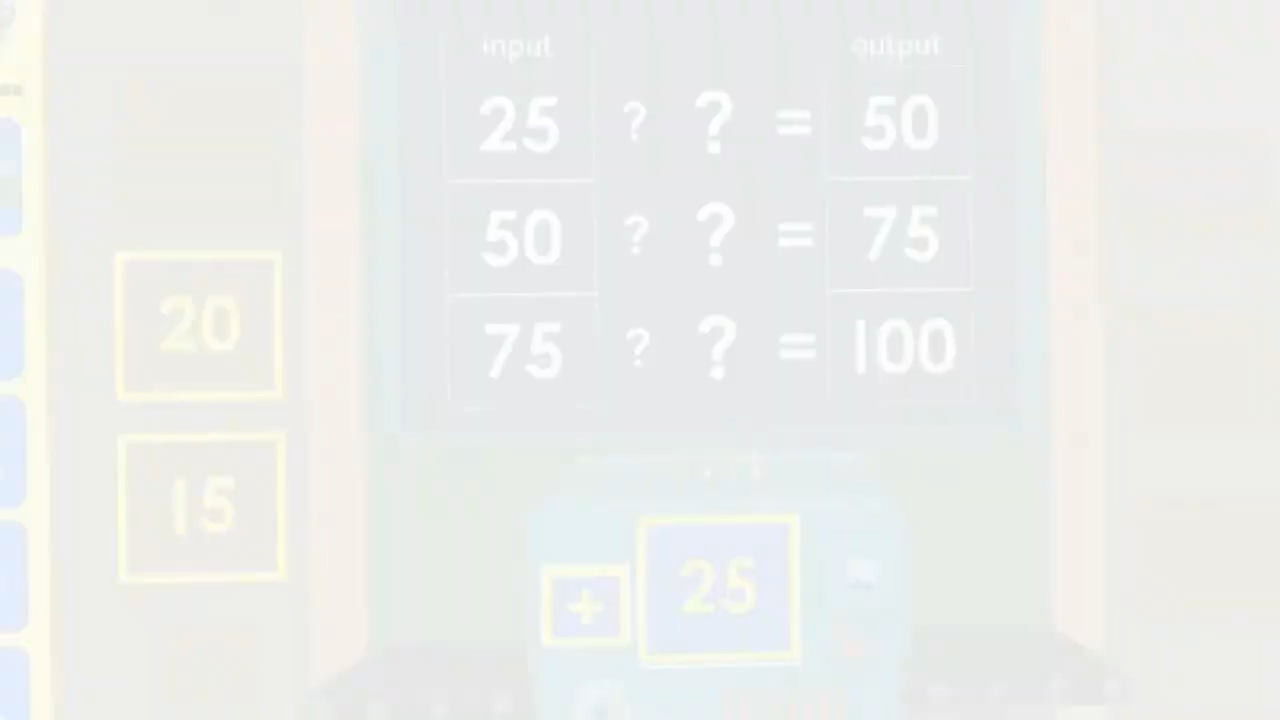 input output
25 ? ? = 50
50 ? ? = 75
75 ? ? = 100
20
15
+ 25